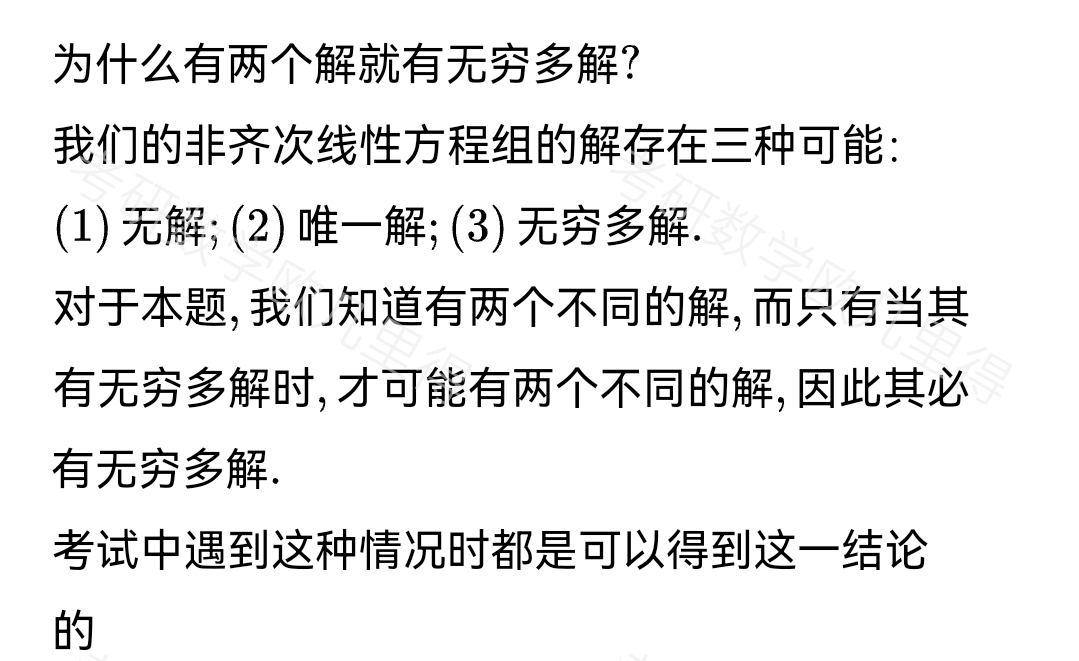 为什么有两个解就有无穷多解?
我们的非齐次线性方程组的解存在三种可能:
(1) 无解; (2) 唯一解; (3) 无穷多解.
对于本题, 我们知道有两个不同的解, 而只有当其
有无穷多解时, 才可能有两个不同的解, 因此其必
有无穷多解.
考试中遇到这种情况时都是可以得到这一结论
的
考研数学欧几里得
考研数学欧几里得